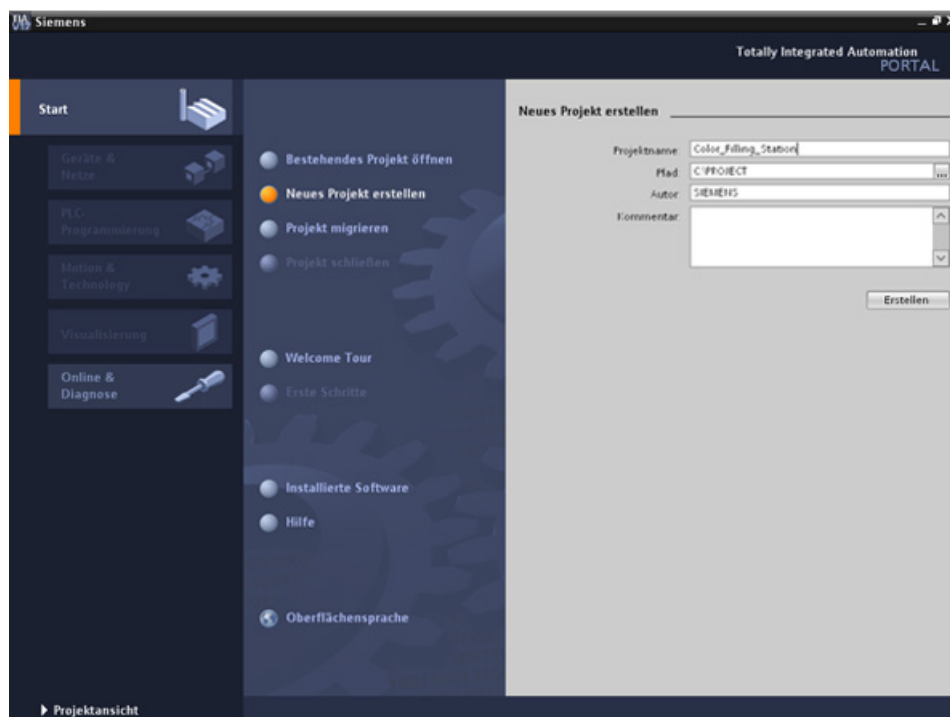 Siemens
Totally Integrated Automation
PORTAL
Start
Geräte &
Netze
PLC-
Programmierung
Motion &
Technology
Visualisierung
Online &
Diagnose
Bestehendes Projekt öffnen
Neues Projekt erstellen
Projekt migrieren
Projekt schließen
Welcome Tour
Erste Schritte
Installierte Software
Hilfe
Oberflächensprache
Neues Projekt erstellen
Projektname: Color_Filling_Station
Pfad: C:\PROJECT
Autor: SIEMENS
Kommentar:
Erstellen
Projektansicht